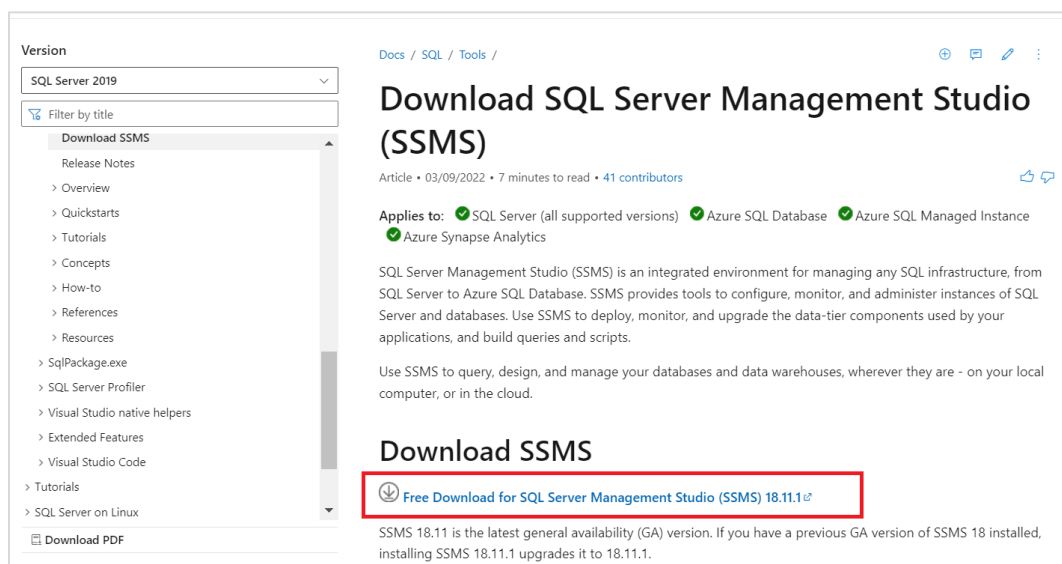 Version
SQL Server 2019
Filter by title
Download SSMS
Release Notes
> Overview
> Quickstarts
> Tutorials
> Concepts
> How-to
> References
> Resources
> SqlPackage.exe
> SQL Server Profiler
> Visual Studio native helpers
> Extended Features
> Visual Studio Code
> Tutorials
> SQL Server on Linux
Download PDF
Docs / SQL / Tools /
Download SQL Server Management Studio
(SSMS)
Article • 03/09/2022 • 7 minutes to read • 41 contributors
Applies to: SQL Server (all supported versions) Azure SQL Database Azure SQL Managed Instance
Azure Synapse Analytics
SQL Server Management Studio (SSMS) is an integrated environment for managing any SQL infrastructure, from
SQL Server to Azure SQL Database. SSMS provides tools to configure, monitor, and administer instances of SQL
Server and databases. Use SSMS to deploy, monitor, and upgrade the data-tier components used by your
applications, and build queries and scripts.
Use SSMS to query, design, and manage your databases and data warehouses, wherever they are - on your local
computer, or in the cloud.
Download SSMS
Free Download for SQL Server Management Studio (SSMS) 18.11.1
SSMS 18.11 is the latest general availability (GA) version. If you have a previous GA version of SSMS 18 installed,
installing SSMS 18.11.1 upgrades it to 18.11.1.